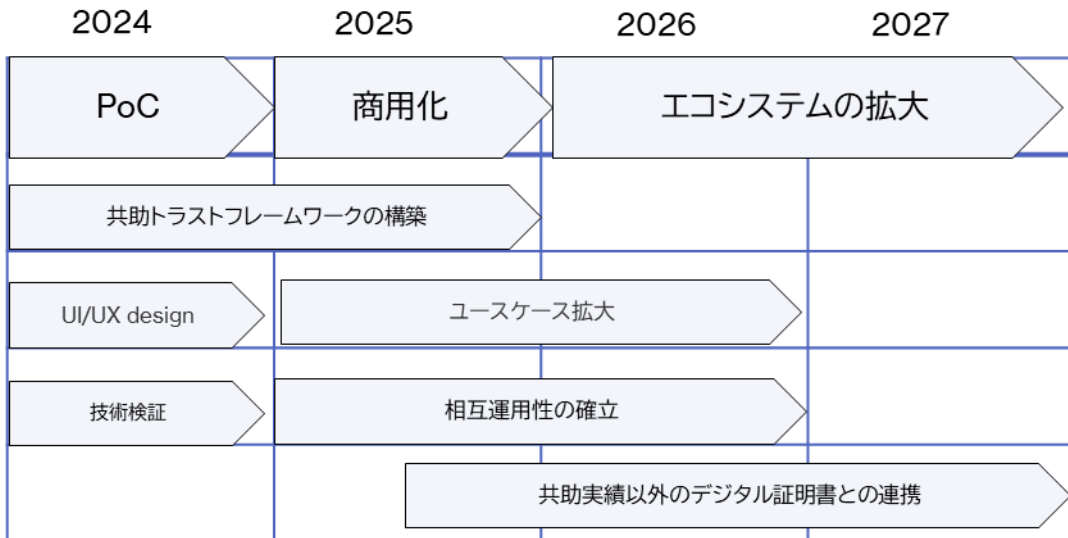 2024
2025
2026
2027
PoC
商用化
エコシステムの拡大
共助トラストフレームワークの構築
UI/UX design
ユースケース拡大
技術検証
相互運用性の確立
共助実績以外のデジタル証明書との連携